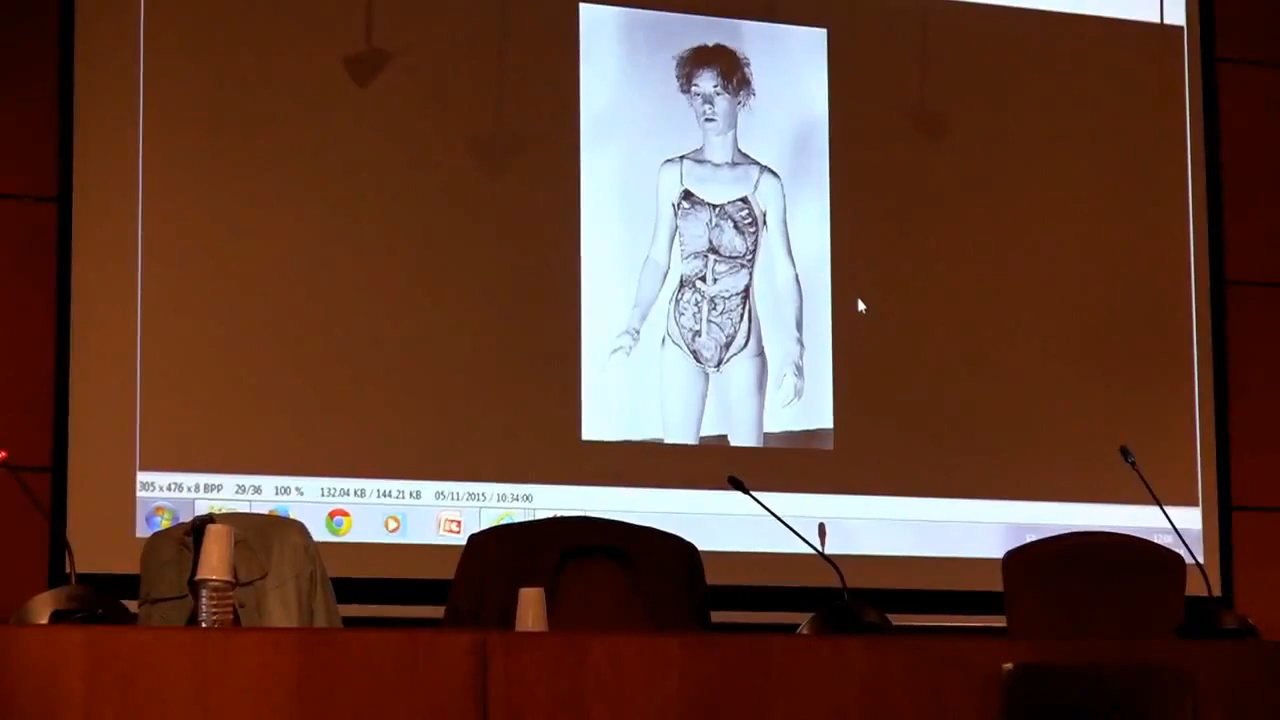 305 x 476 x 8 BPP 29/36 100 % 132.04 KB / 144.21 KB 05/11/2015 / 10:34:00